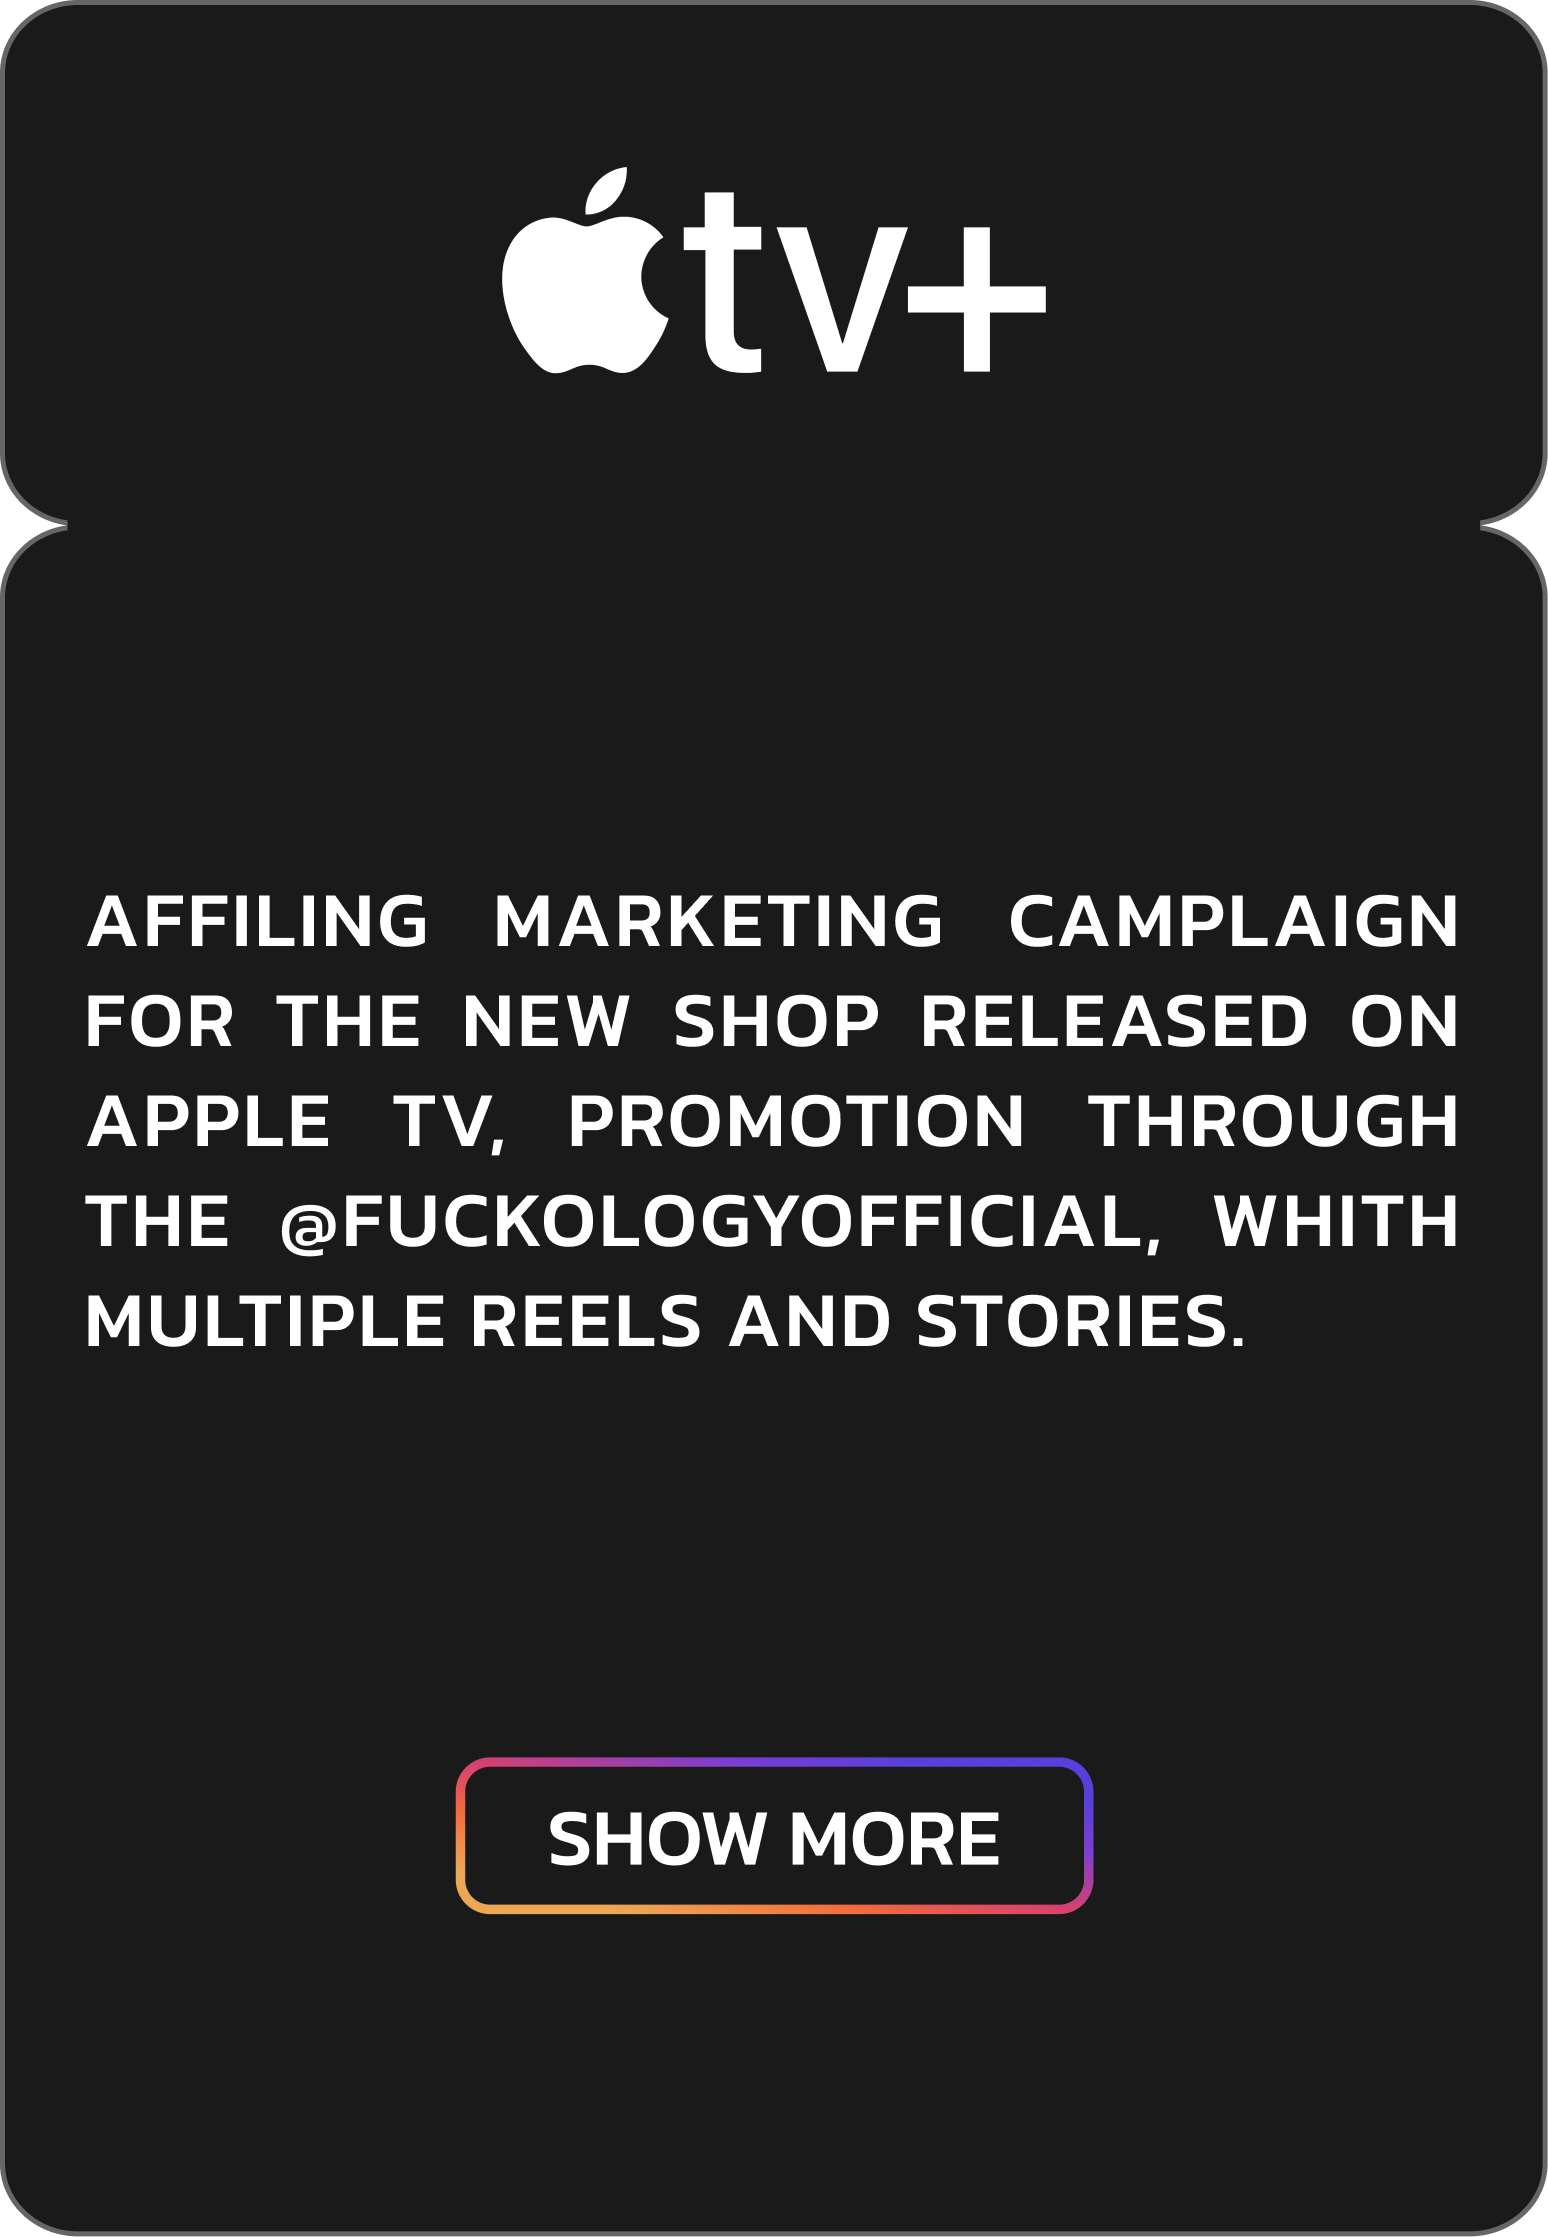 tv+
AFFILING MARKETING CAMPLAIGN
FOR THE NEW SHOP RELEASED ON
APPLE TV, PROMOTION THROUGH
THE @FUCKOLOGYOFFICIAL, WHITH
MULTIPLE REELS AND STORIES.
SHOW MORE